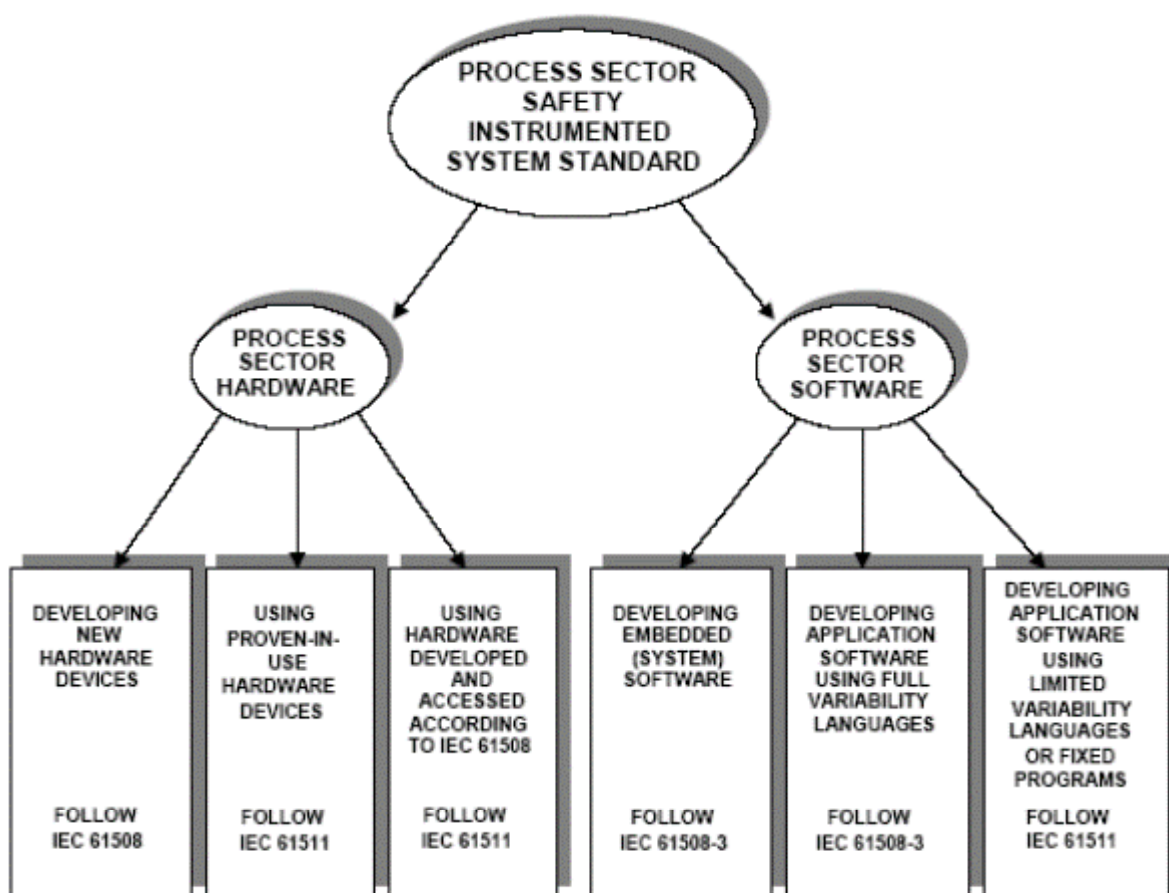 PROCESS SECTOR
SAFETY
INSTRUMENTED
SYSTEM STANDARD
PROCESS
SECTOR
HARDWARE
PROCESS
SECTOR
SOFTWARE
DEVELOPING
NEW
HARDWARE
DEVICES
FOLLOW
IEC 61508
USING
PROVEN-IN-
USE
HARDWARE
DEVICES
FOLLOW
IEC 61511
USING
HARDWARE
DEVELOPED
AND
ACCESSED
ACCORDING
TO IEC 61508
FOLLOW
IEC 61511
DEVELOPING
EMBEDDED
(SYSTEM)
SOFTWARE
FOLLOW
IEC 61508-3
DEVELOPING
APPLICATION
SOFTWARE
USING FULL
VARIABILITY
LANGUAGES
FOLLOW
IEC 61508-3
DEVELOPING
APPLICATION
SOFTWARE
USING
LIMITED
VARIABILITY
LANGUAGES
OR FIXED
PROGRAMS
FOLLOW
IEC 61511